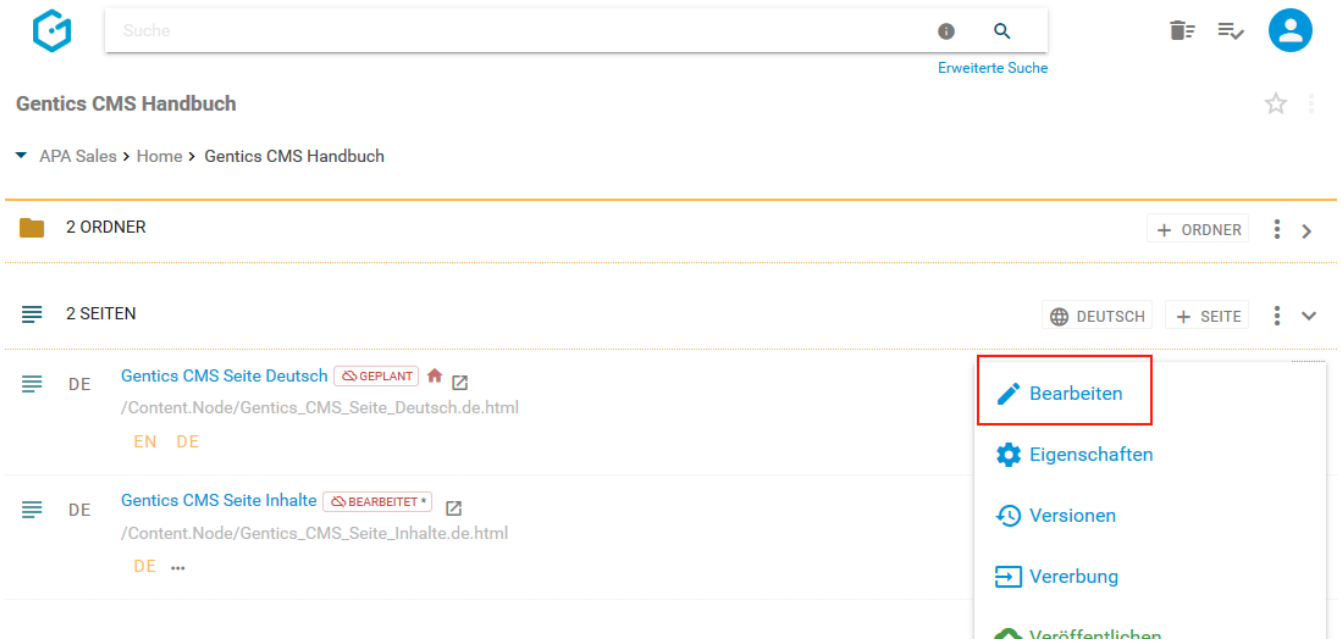 Suche
Erweiterte Suche
Gentics CMS Handbuch
APA Sales > Home > Gentics CMS Handbuch
2 ORDNER
+ ORDNER
2 SEITEN
DEUTSCH
+ SEITE
DE
Gentics CMS Seite Deutsch
GEPLANT
/Content.Node/Gentics_CMS_Seite_Deutsch.de.html
EN DE
DE
Gentics CMS Seite Inhalte
BEARBEITET *
/Content.Node/Gentics_CMS_Seite_Inhalte.de.html
DE ...
Bearbeiten
Eigenschaften
Versionen
Vererbung
Veröffentlichen